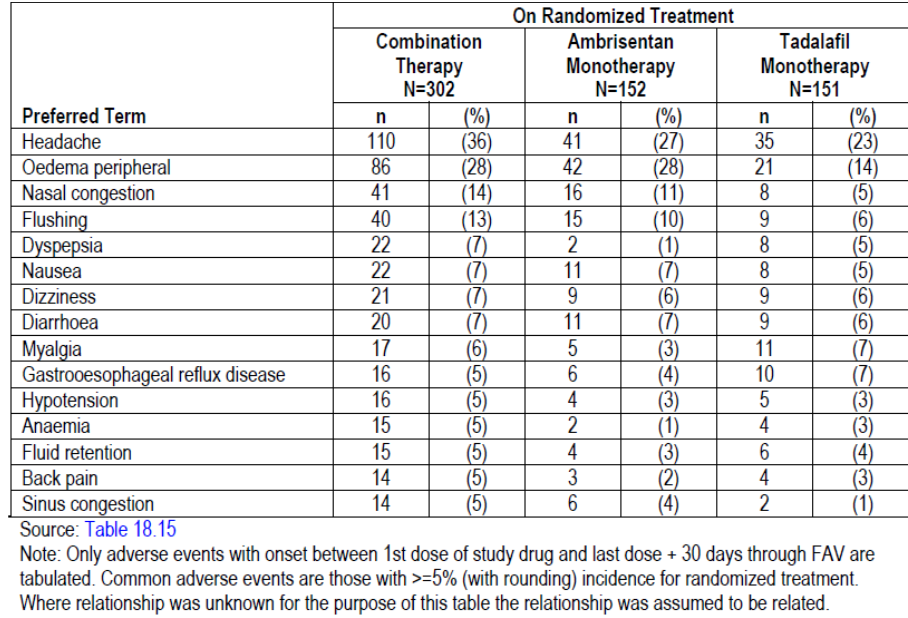 On Randomized Treatment
Combination Therapy N=302 Ambrisentan Monotherapy N=152 Tadalafil Monotherapy N=151
Preferred Term n (%) n (%) n (%)
Headache 110 (36) 41 (27) 35 (23)
Oedema peripheral 86 (28) 42 (28) 21 (14)
Nasal congestion 41 (14) 16 (11) 8 (5)
Flushing 40 (13) 15 (10) 9 (6)
Dyspepsia 22 (7) 2 (1) 8 (5)
Nausea 22 (7) 11 (7) 8 (5)
Dizziness 21 (7) 9 (6) 9 (6)
Diarrhoea 20 (7) 11 (7) 9 (6)
Myalgia 17 (6) 5 (3) 11 (7)
Gastrooesophageal reflux disease 16 (5) 6 (4) 10 (7)
Hypotension 16 (5) 4 (3) 5 (3)
Anaemia 15 (5) 2 (1) 4 (3)
Fluid retention 15 (5) 4 (3) 6 (4)
Back pain 14 (5) 3 (2) 4 (3)
Sinus congestion 14 (5) 6 (4) 2 (1)
Source: Table 18.15
Note: Only adverse events with onset between 1st dose of study drug and last dose + 30 days through FAV are
tabulated. Common adverse events are those with >=5% (with rounding) incidence for randomized treatment.
Where relationship was unknown for the purpose of this table the relationship was assumed to be related.